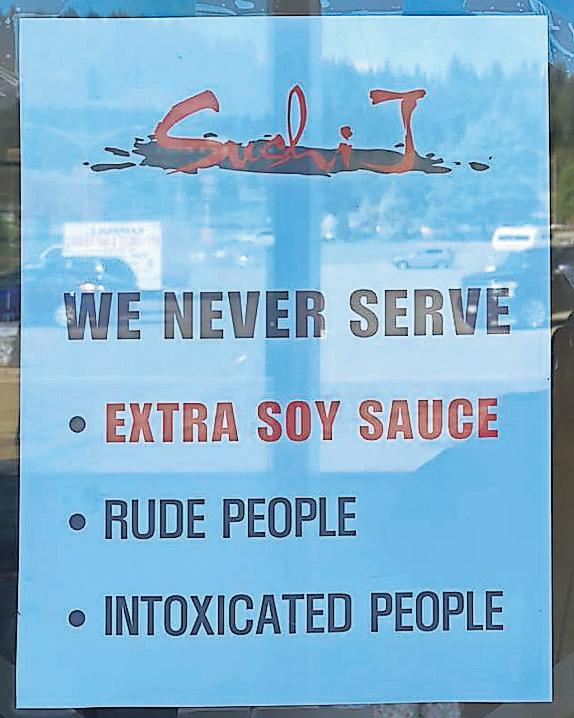 Sushi J
WE NEVER SERVE
• EXTRA SOY SAUCE
• RUDE PEOPLE
• INTOXICATED PEOPLE